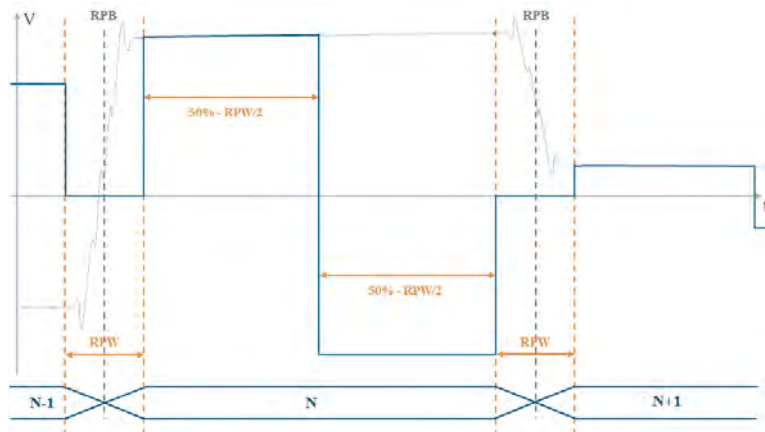 V
RPB
RPB
50% - RPW/2
t
50% - RPW/2
RPW
RPW
N-1
N
N+1